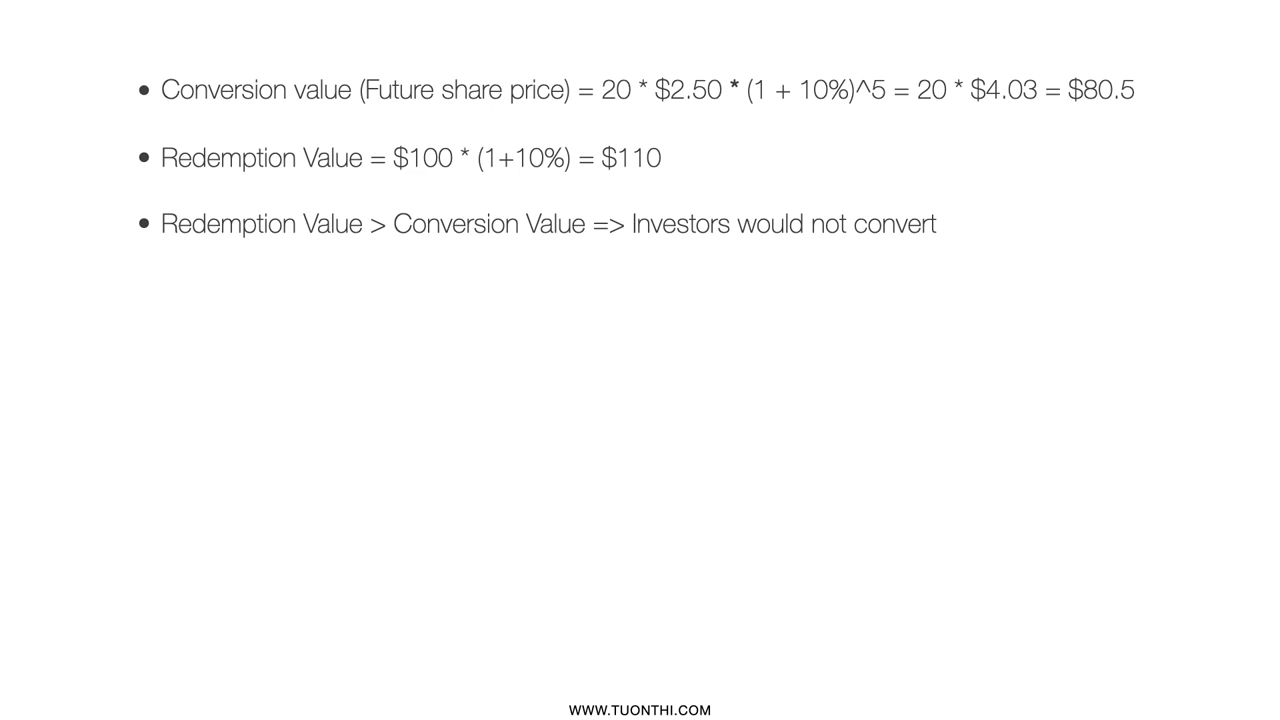 • Conversion value (Future share price) = 20 * $2.50 * (1 + 10%)^5 = 20 * $4.03 = $80.5
• Redemption Value = $100 * (1+10%) = $110
• Redemption Value > Conversion Value => Investors would not convert
WWW.TUONTHI.COM